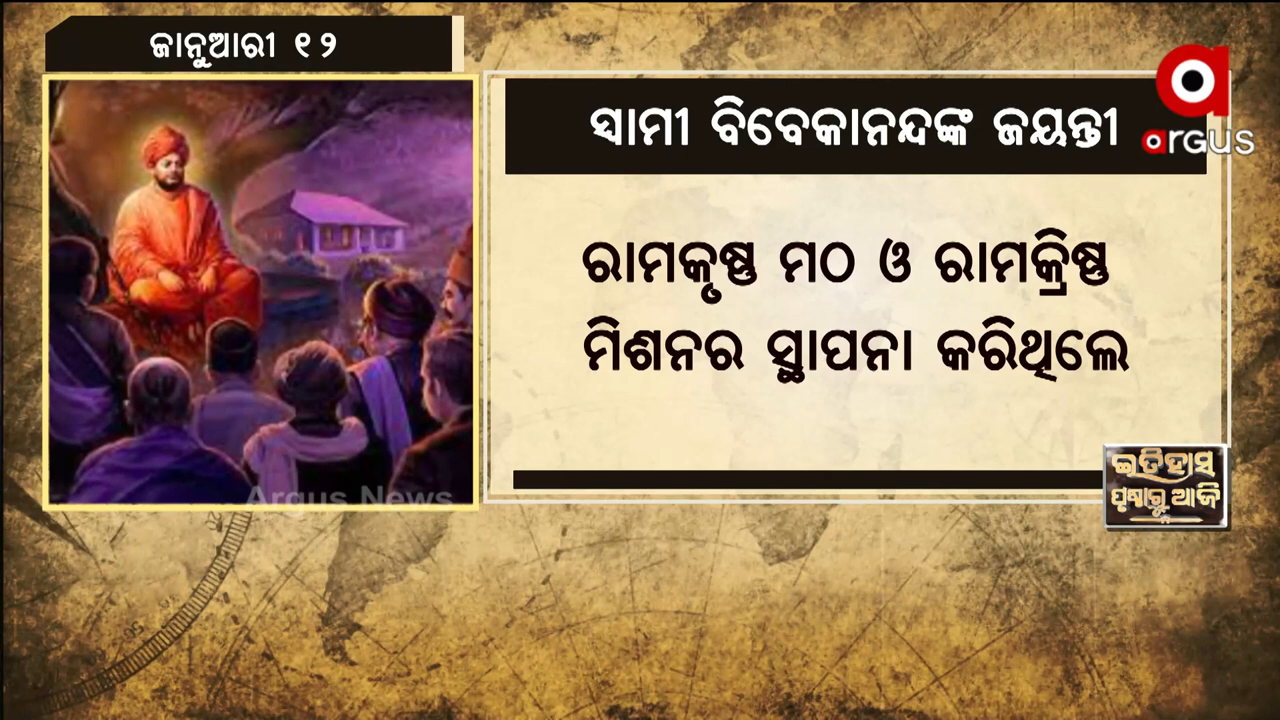 ଜାନୁଆରୀ ୧୨
ସ୍ୱାମୀ ବିବେକାନନ୍ଦଙ୍କ ଜୟନ୍ତୀ
argus
ରାମକୃଷ୍ଣ ମଠ ଓ ରାମକ୍ରିଷ୍ଣ
ମିଶନର ସ୍ଥାପନା କରିଥିଲେ
Argus News
ଇତିହାସ
ପୃଷ୍ଠାରୁ ଆଜି